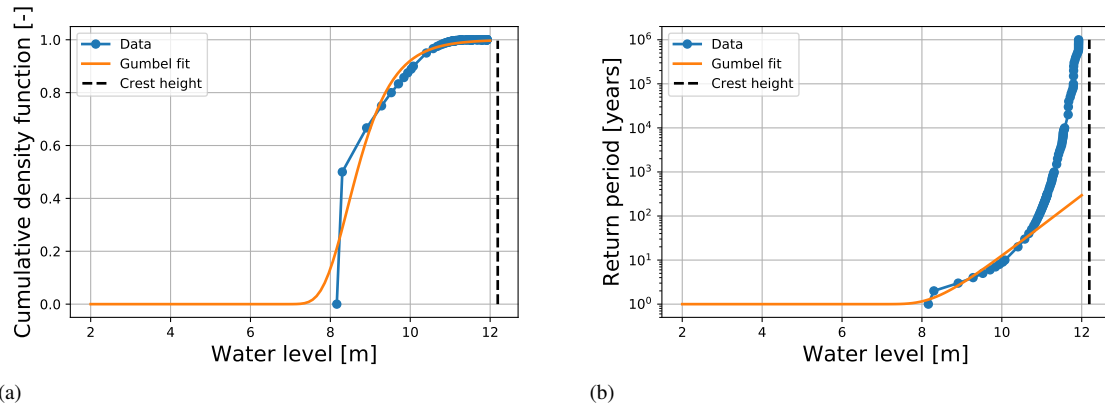 Cumulative density function [-]
1.0
0.8
0.6
0.4
0.2
0.0
Data
Gumbel fit
Crest height
2 4 6 8 10 12
Water level [m]
(a)
Return period [years]
10^6
10^5
10^4
10^3
10^2
10^1
10^0
Data
Gumbel fit
Crest height
2 4 6 8 10 12
Water level [m]
(b)